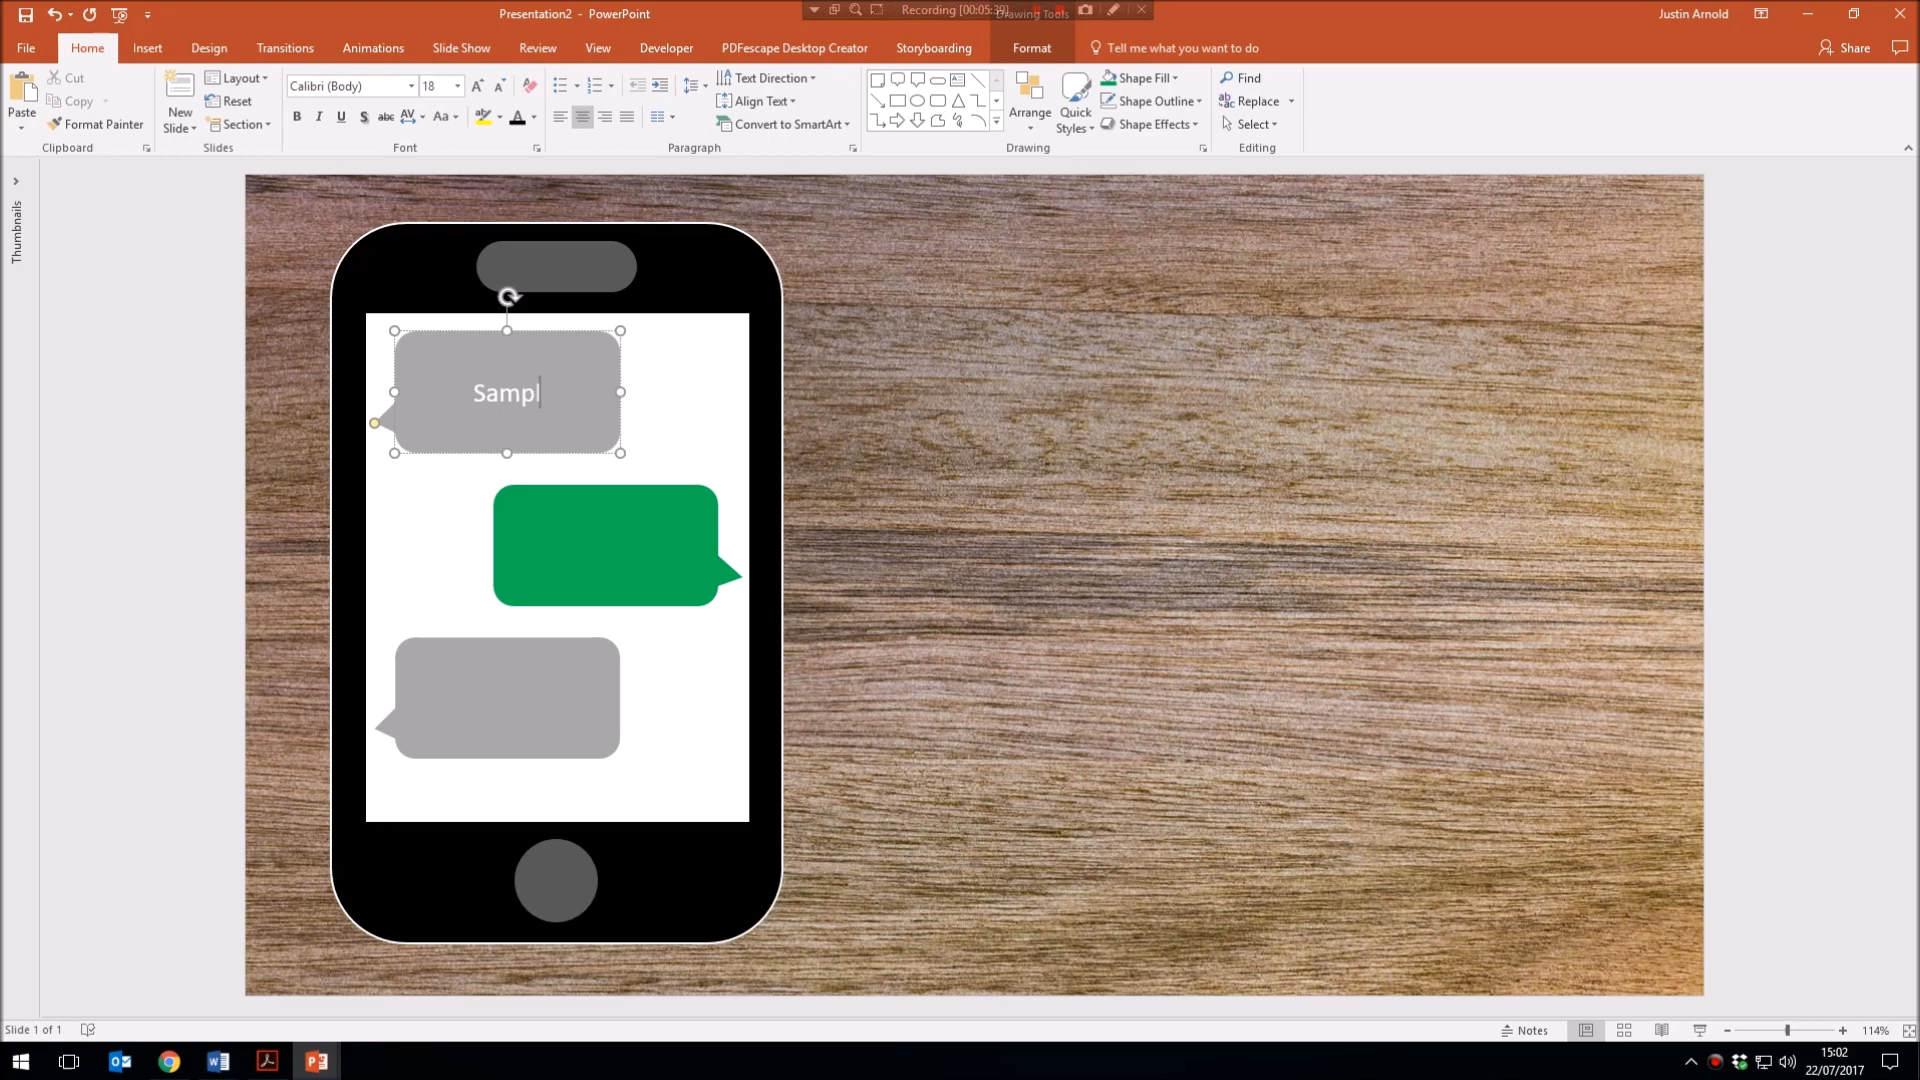 Presentation2 - PowerPoint
Recording [00:05:39]
Drawing Tools
Justin Arnold
File
Home
Insert
Design
Transitions
Animations
Slide Show
Review
View
Developer
PDFescape Desktop Creator
Storyboarding
Format
Tell me what you want to do
Share
Paste
Cut
Copy
Format Painter
Clipboard
New
Slide
Layout
Reset
Section
Slides
Calibri (Body)
18
B I U S abc AV Aa A
Font
Text Direction
Align Text
Convert to SmartArt
Paragraph
Arrange
Quick
Styles
Shape Fill
Shape Outline
Shape Effects
Drawing
Find
Replace
Select
Editing
Thumbnails
Sampl
Slide 1 of 1
Notes
114%
15:02
22/07/2017